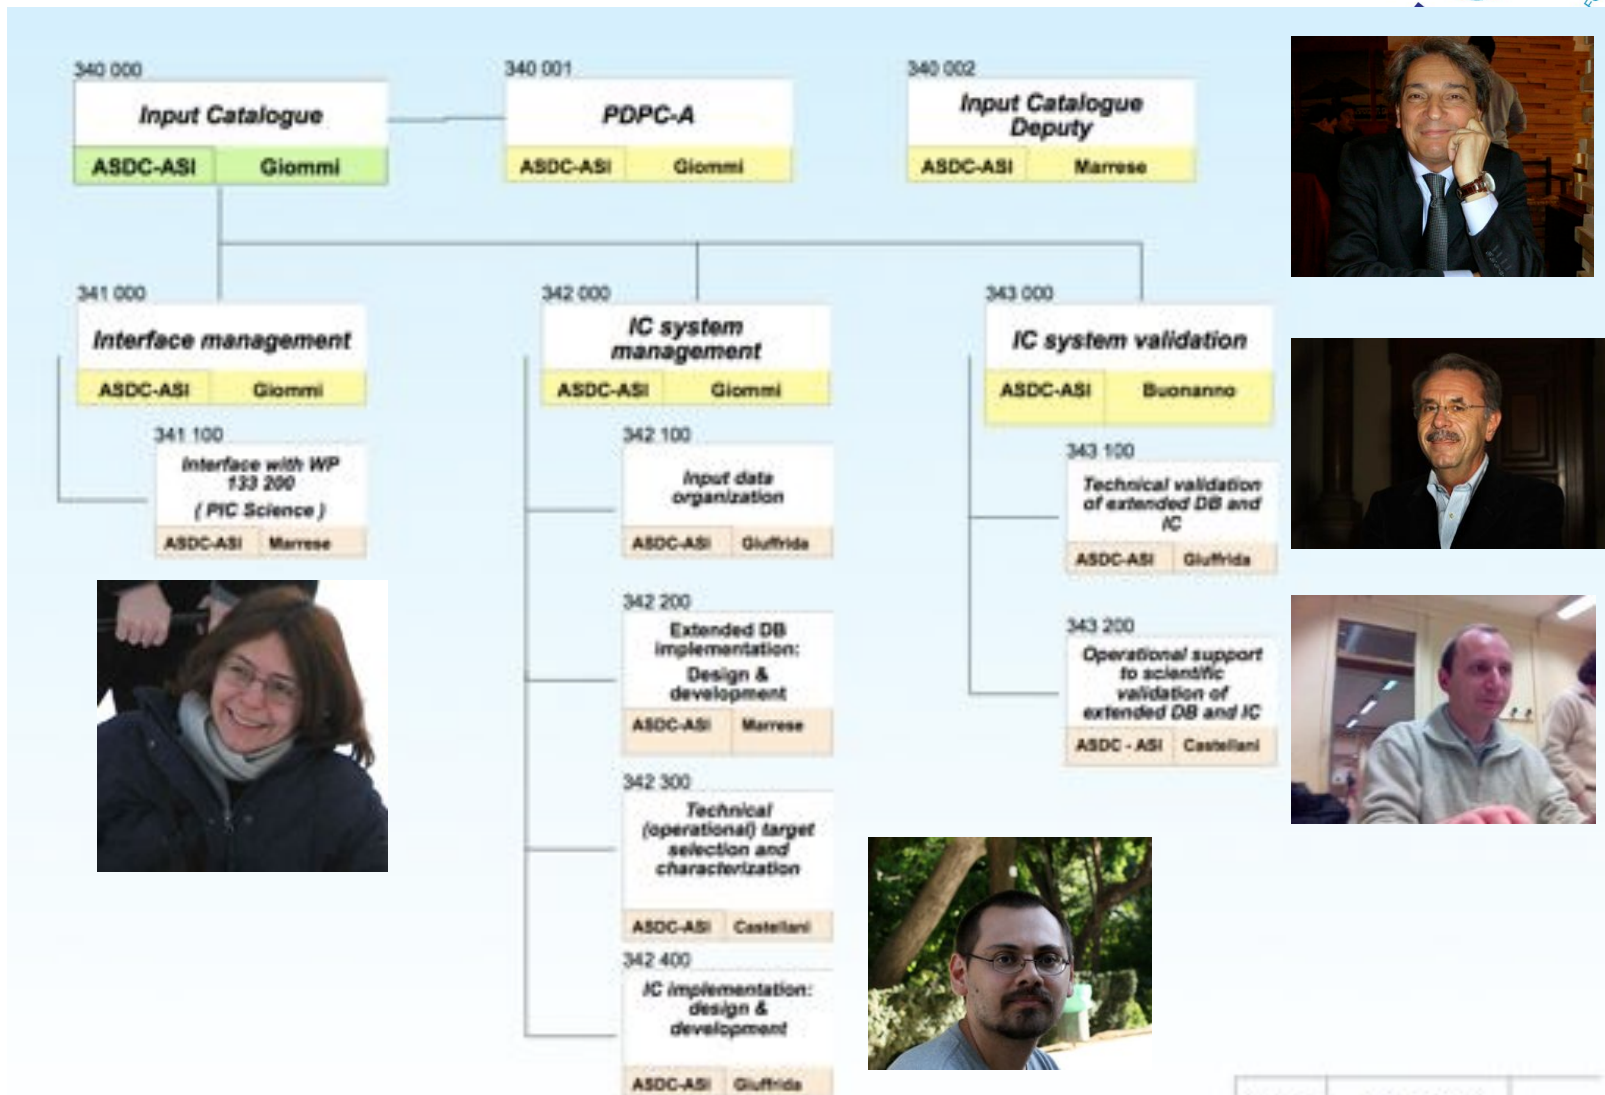 340 000
Input Catalogue
ASDC-ASI Giommi
340 001
PDPC-A
ASDC-ASI Giommi
340 002
Input Catalogue
Deputy
ASDC-ASI Marrese
341 000
Interface management
ASDC-ASI Giommi
341 100
Interface with WP
133 200
( PIC Science )
ASDC-ASI Marrese
342 000
IC system
management
ASDC-ASI Giommi
342 100
Input data
organization
ASDC-ASI Giuffrida
342 200
Extended DB
implementation:
Design &
development
ASDC-ASI Marrese
342 300
Technical
(operational) target
selection and
characterization
ASDC-ASI Castellani
342 400
IC implementation:
design &
development
ASDC-ASI Giuffrida
343 000
IC system validation
ASDC-ASI Buonanno
343 100
Technical validation
of extended DB and
IC
ASDC-ASI Giuffrida
343 200
Operational support
to scientific
validation of
extended DB and IC
ASDC - ASI Castellani